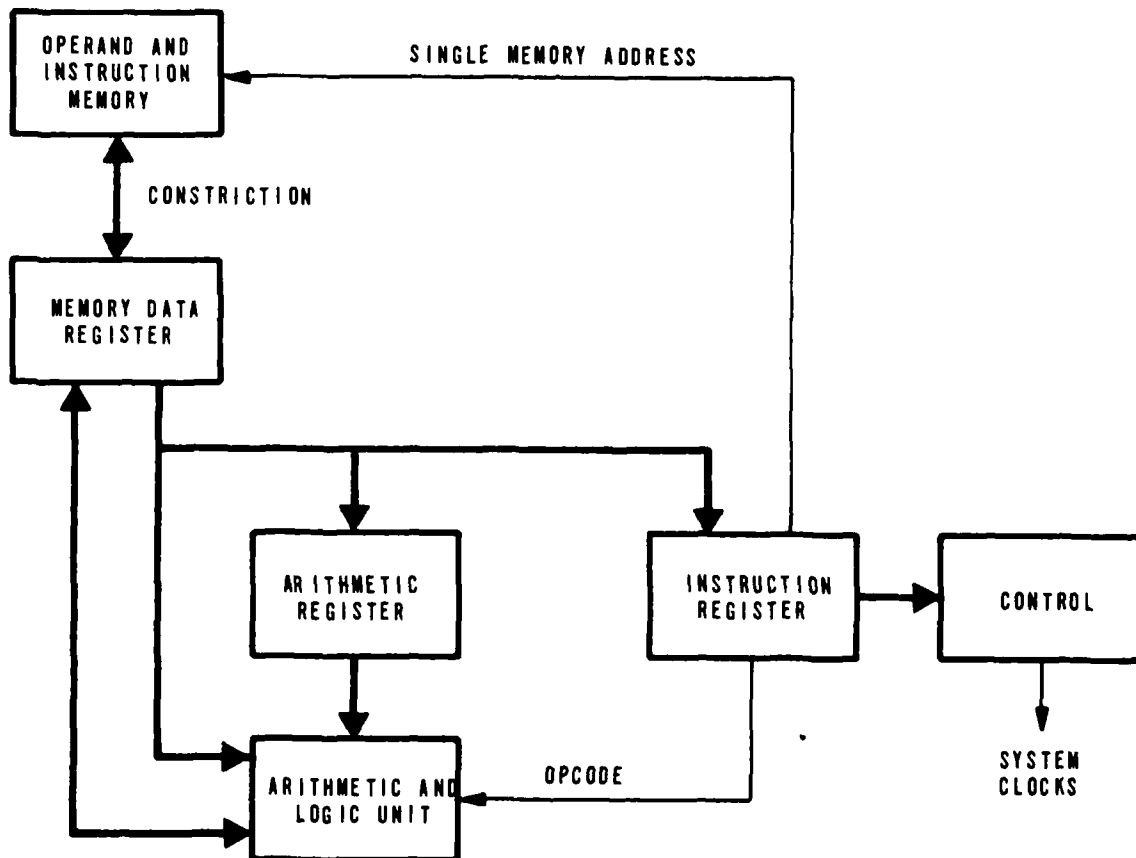 OPERAND AND
INSTRUCTION
MEMORY
SINGLE MEMORY ADDRESS
CONSTRICTION
MEMORY DATA
REGISTER
ARITHMETIC
REGISTER
INSTRUCTION
REGISTER
CONTROL
OPCODE
ARITHMETIC AND
LOGIC UNIT
SYSTEM
CLOCKS